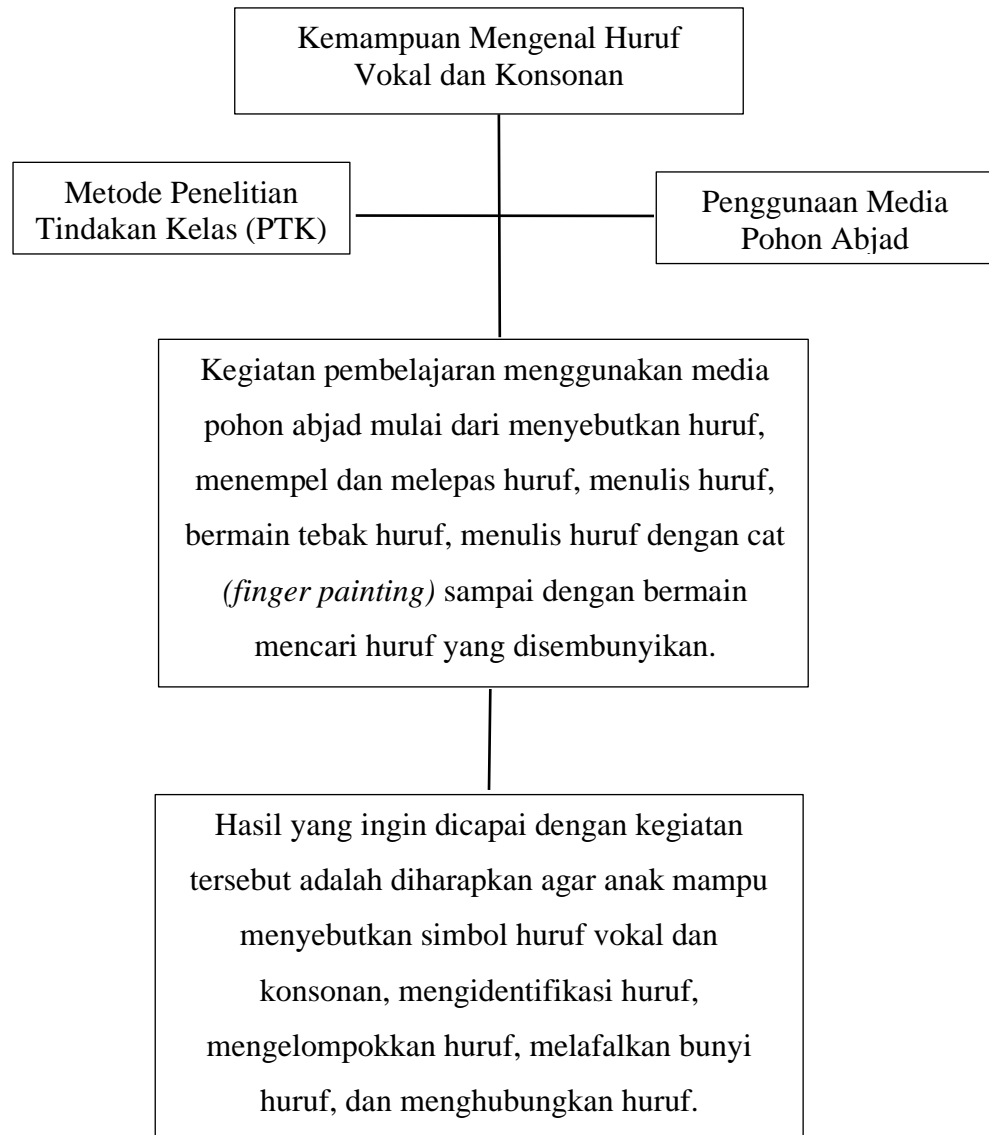 Kemampuan Mengenal Huruf
Vokal dan Konsonan
Metode Penelitian
Tindakan Kelas (PTK)
Penggunaan Media
Pohon Abjad
Kegiatan pembelajaran menggunakan media
pohon abjad mulai dari menyebutkan huruf,
menempel dan melepas huruf, menulis huruf,
bermain tebak huruf, menulis huruf dengan cat
(finger painting) sampai dengan bermain
mencari huruf yang disembunyikan.
Hasil yang ingin dicapai dengan kegiatan
tersebut adalah diharapkan agar anak mampu
menyebutkan simbol huruf vokal dan
konsonan, mengidentifikasi huruf,
mengelompokkan huruf, melafalkan bunyi
huruf, dan menghubungkan huruf.